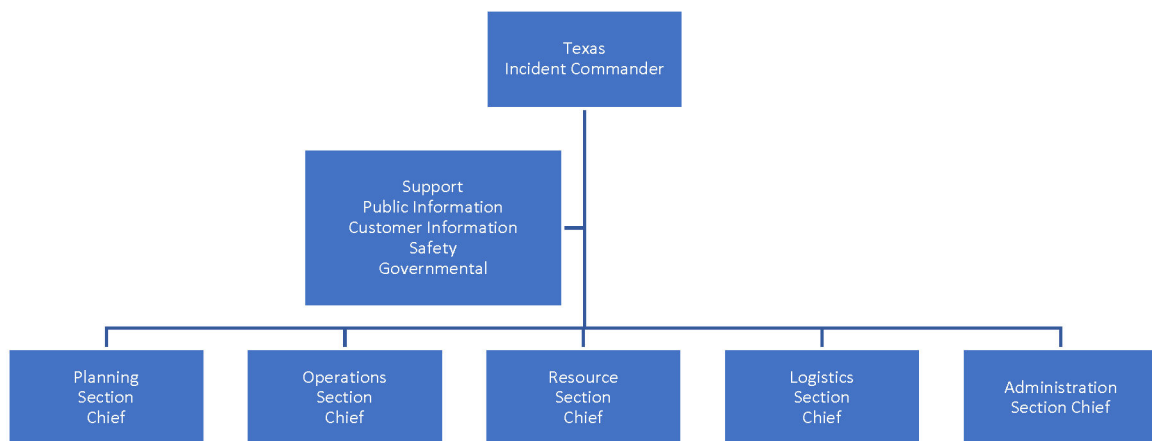 Texas
Incident Commander
Support
Public Information
Customer Information
Safety
Governmental
Planning
Section
Chief
Operations
Section
Chief
Resource
Section
Chief
Logistics
Section
Chief
Administration
Section Chief